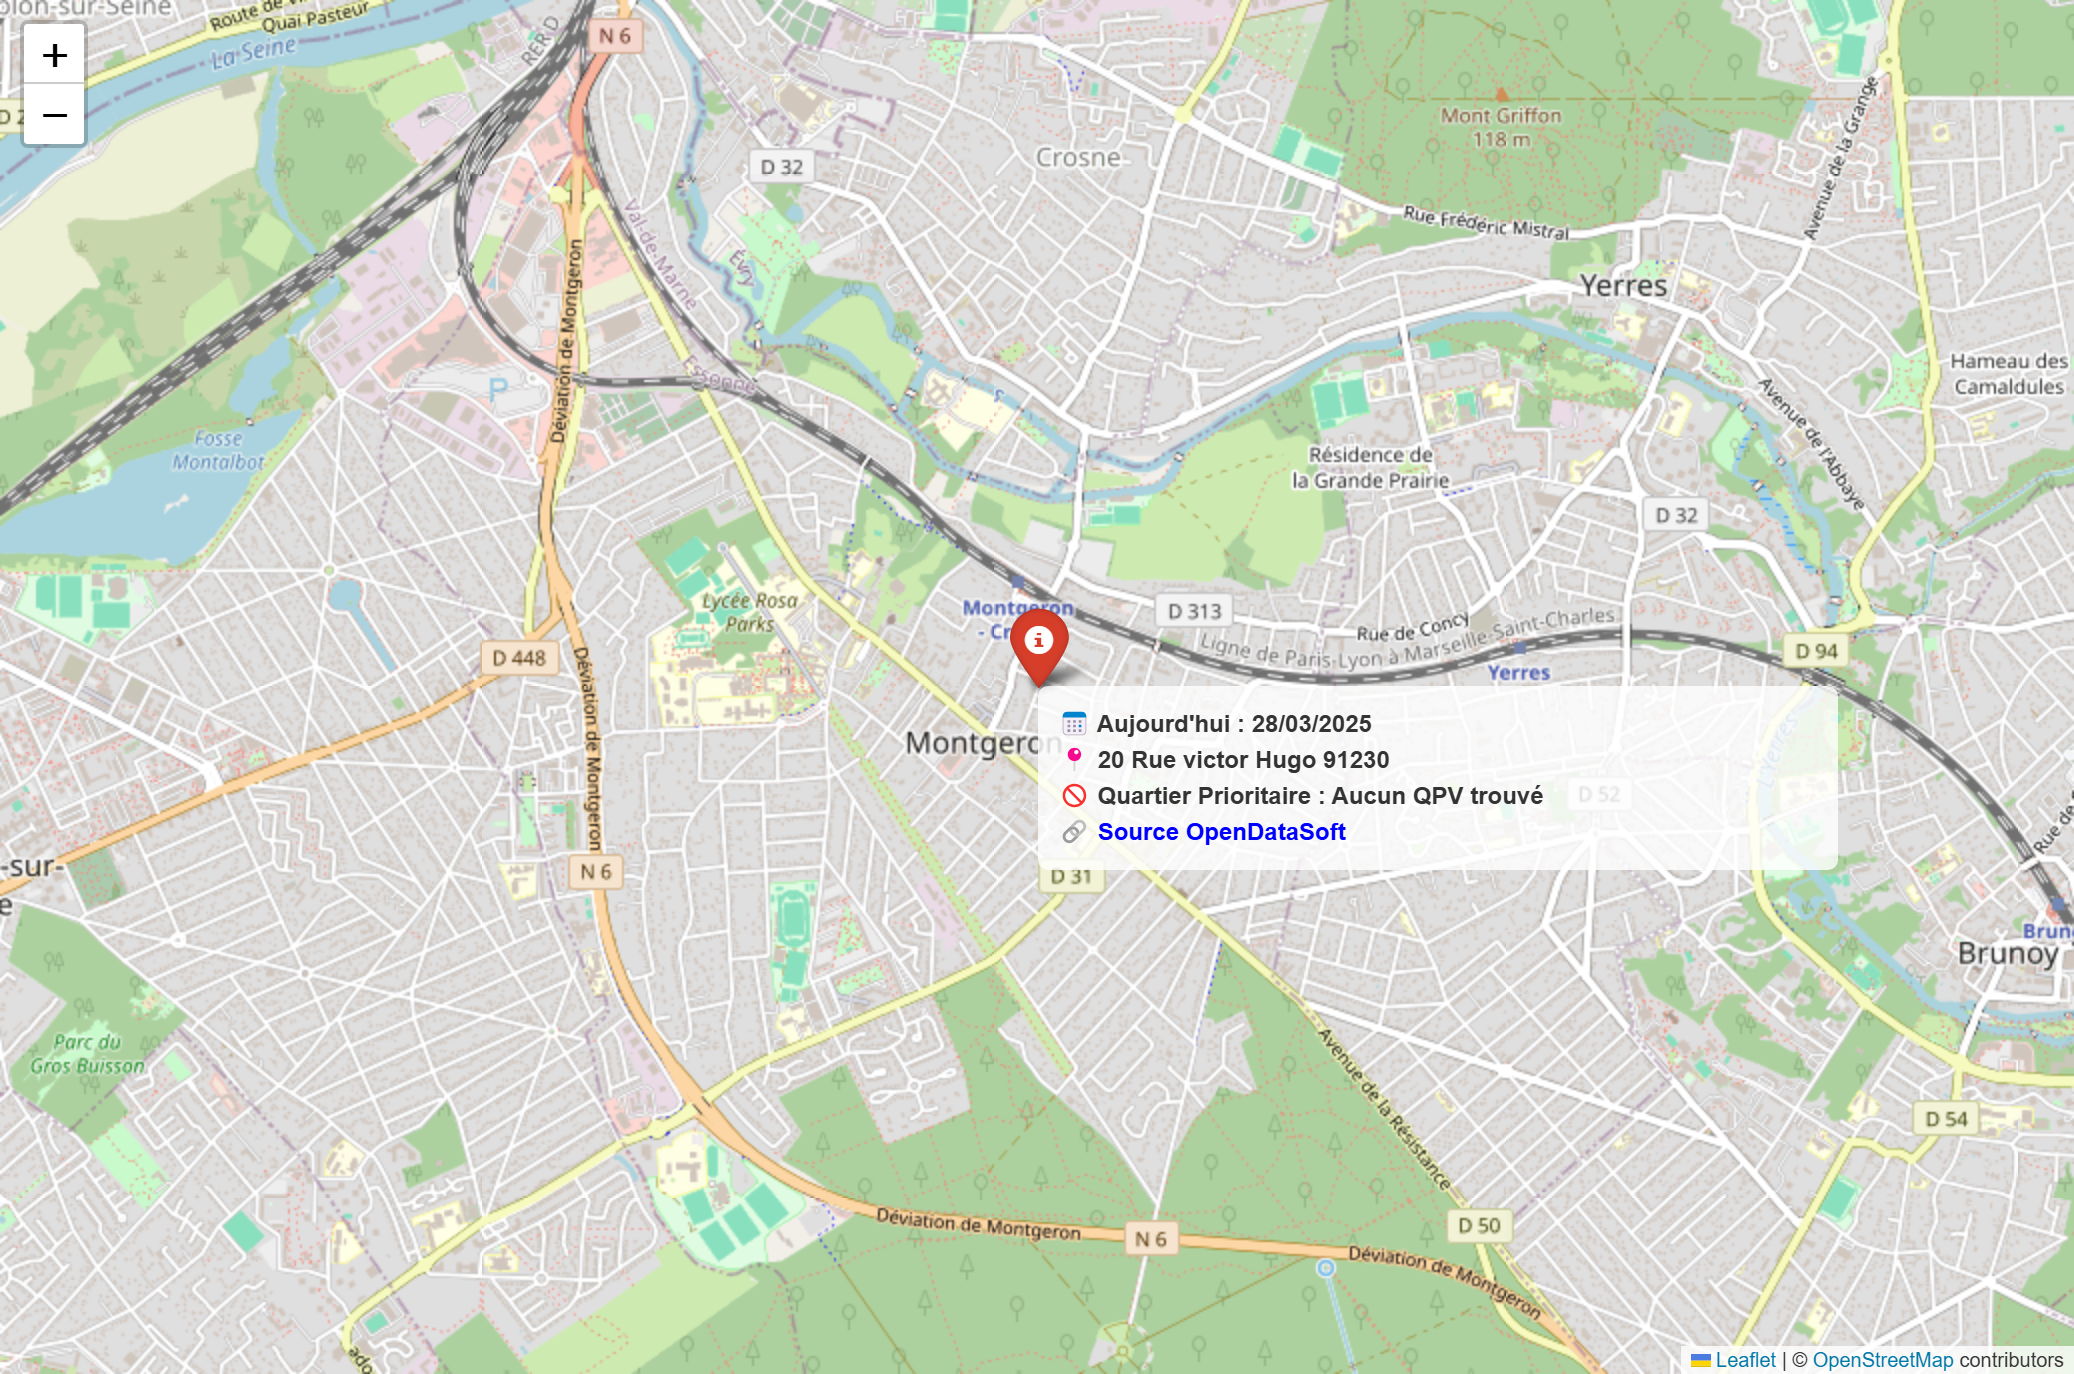 Quai Pasteur
La Seine
RER D
N 6
+
−
D 32
Crosne
Mont Griffon
118 m
Avenue de la Grange
Rue Frédéric Mistral
Val-de-Marne
Évry
Essonne
Yerres
Déviation de Montgeron
P
Hameau des
Camaldules
Avenue de l'Abbaye
Fosse
Montalbot
Résidence de
la Grande Prairie
D 32
Lycée Rosa
Parks
Montgeron
D 313
Rue de Concy
Ligne de Paris-Lyon à Marseille-Saint-Charles
Yerres
D 94
D 448
Déviation de Montgeron
Montgeron
Aujourd'hui : 28/03/2025
20 Rue victor Hugo 91230
Quartier Prioritaire : Aucun QPV trouvé
Source OpenDataSoft
D 52
-sur-
N 6
D 31
Brunoy
Parc du
Gros Buisson
Avenue de la Résistance
D 54
Déviation de Montgeron
N 6
D 50
Déviation de Montgeron
Leaflet | © OpenStreetMap contributors